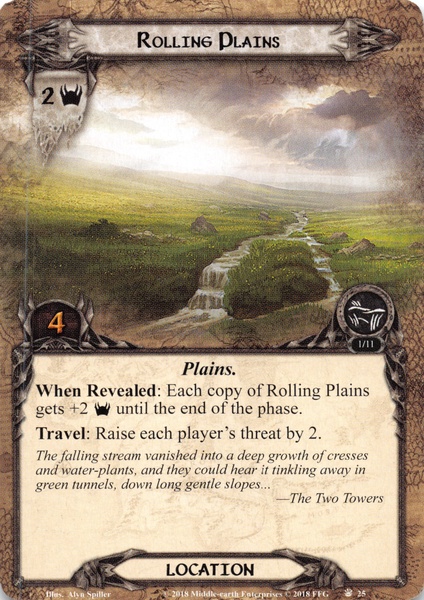 ROLLING PLAINS
2
4
1/11
Plains.
When Revealed: Each copy of Rolling Plains
gets +2 until the end of the phase.
Travel: Raise each player's threat by 2.
The falling stream vanished into a deep growth of cresses
and water-plants, and they could hear it tinkling away in
green tunnels, down long gentle slopes...
—The Two Towers
LOCATION
Illus. Alyn Spiller © 2018 Middle-earth Enterprises © 2018 FFG 25